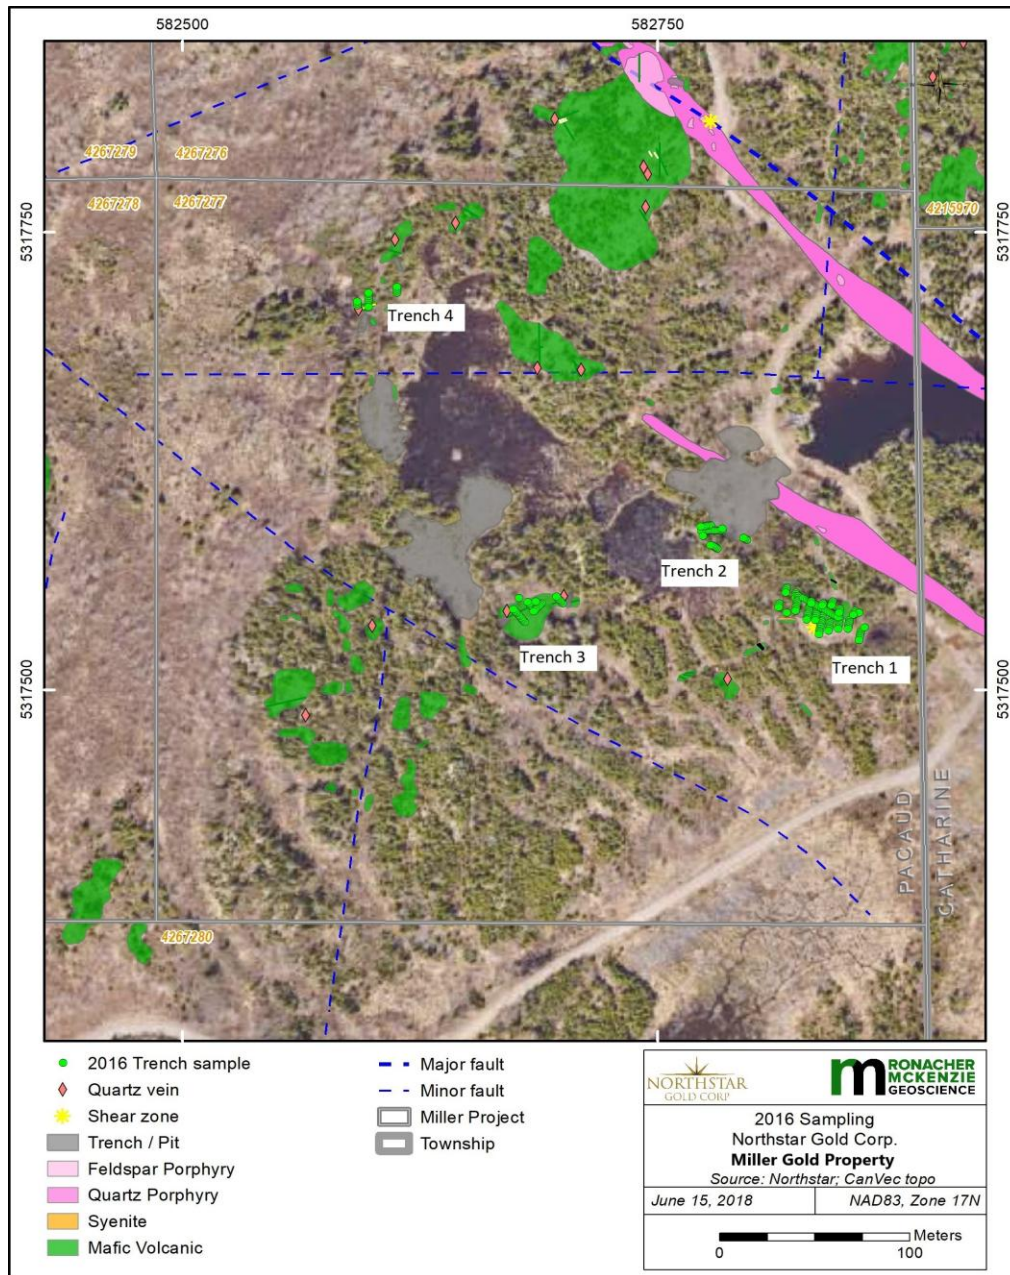 582500
582750
4267279
4267276
4267278
4267277
4215970
5317750
5317750
Trench 4
Trench 2
Trench 3
Trench 1
5317500
5317500
PACAUD
CATHARINE
4267280
2016 Trench sample
Quartz vein
Shear zone
Trench / Pit
Feldspar Porphyry
Quartz Porphyry
Syenite
Mafic Volcanic
Major fault
Minor fault
Miller Project
Township
NORTHSTAR
GOLD CORP
RONACHER
MCKENZIE
GEOSCIENCE
2016 Sampling
Northstar Gold Corp.
Miller Gold Property
Source: Northstar; CanVec topo
June 15, 2018
NAD83, Zone 17N
Meters
0
100